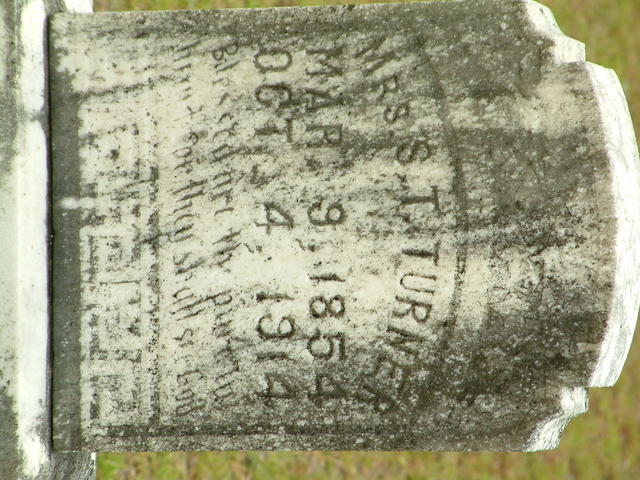 Mrs. S. T. TURNER
MAR. 9, 1854
OCT. 4, 1914
Blessed are the pure in
heart for they shall see God